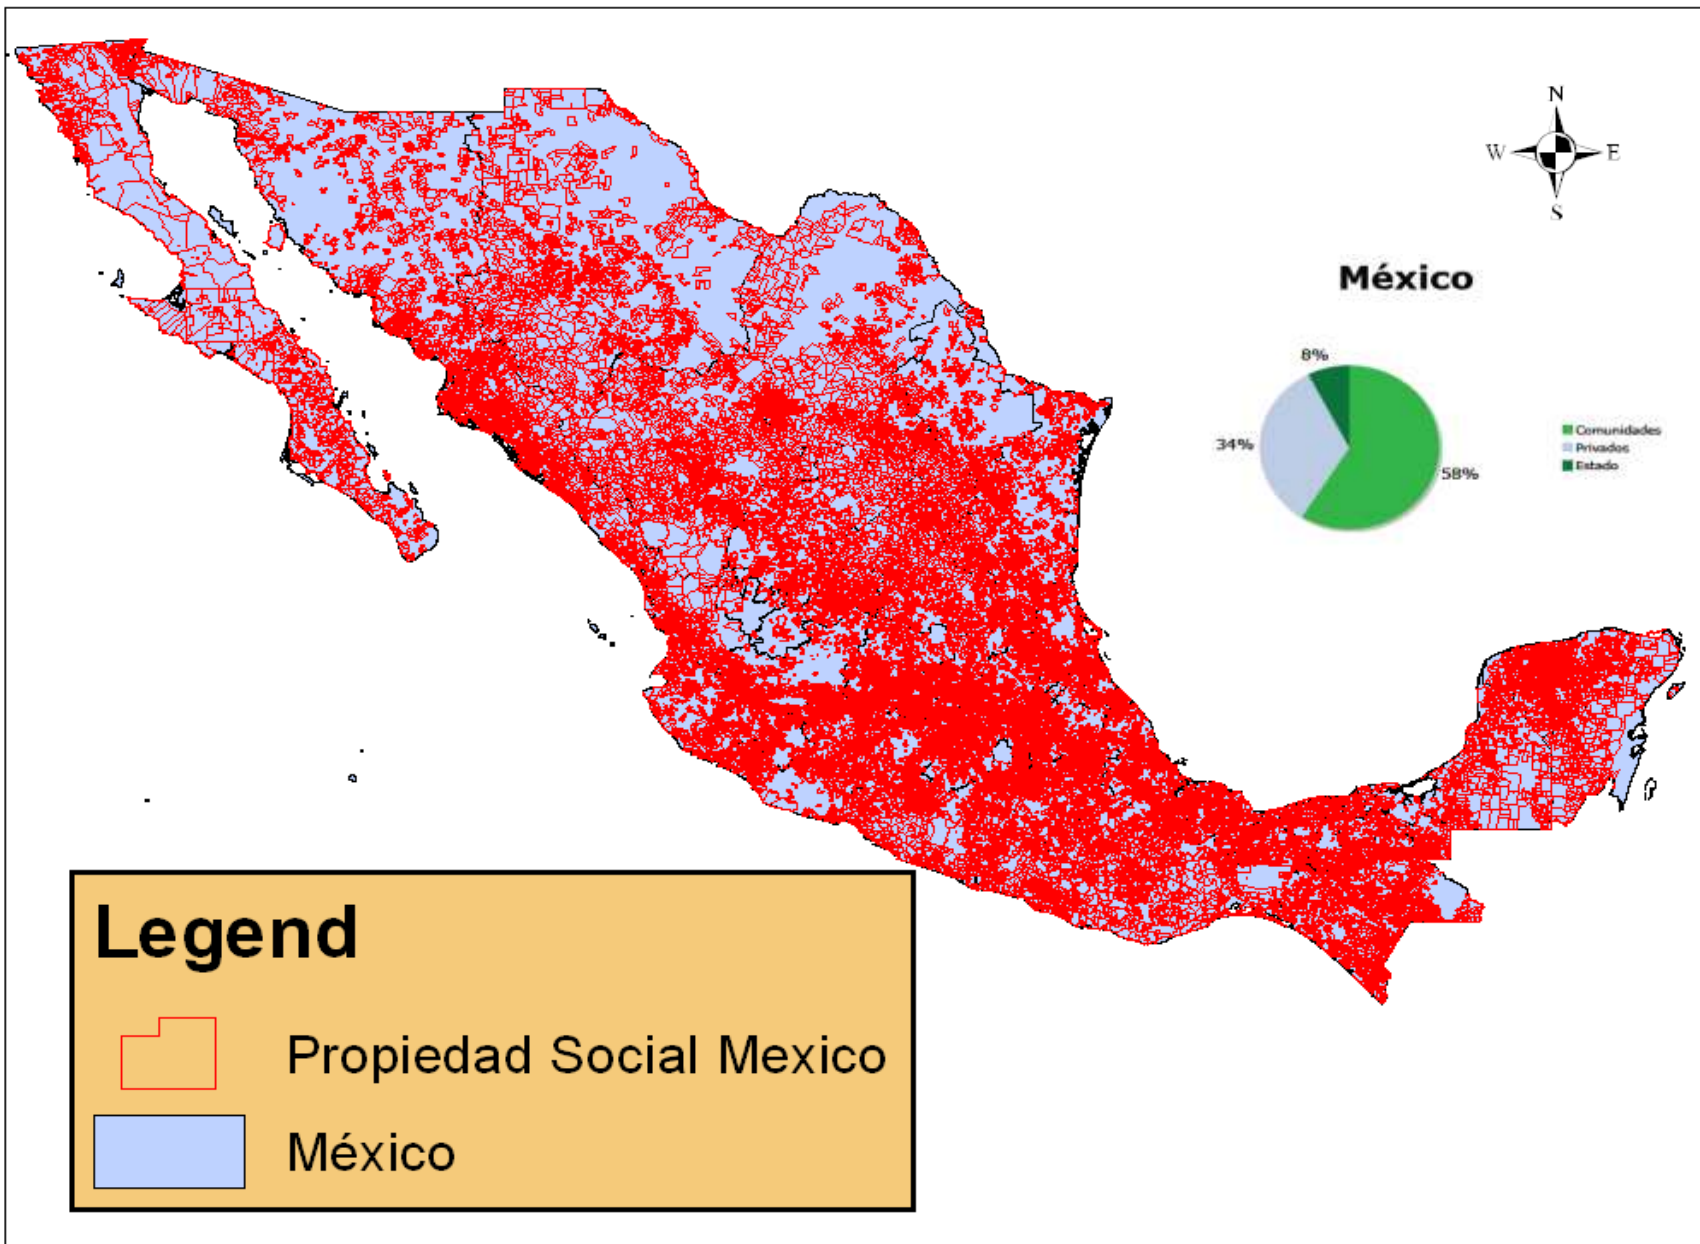 N
W E
S
México
8%
34%
58%
Comunidades
Privados
Estado
Legend
Propiedad Social Mexico
México